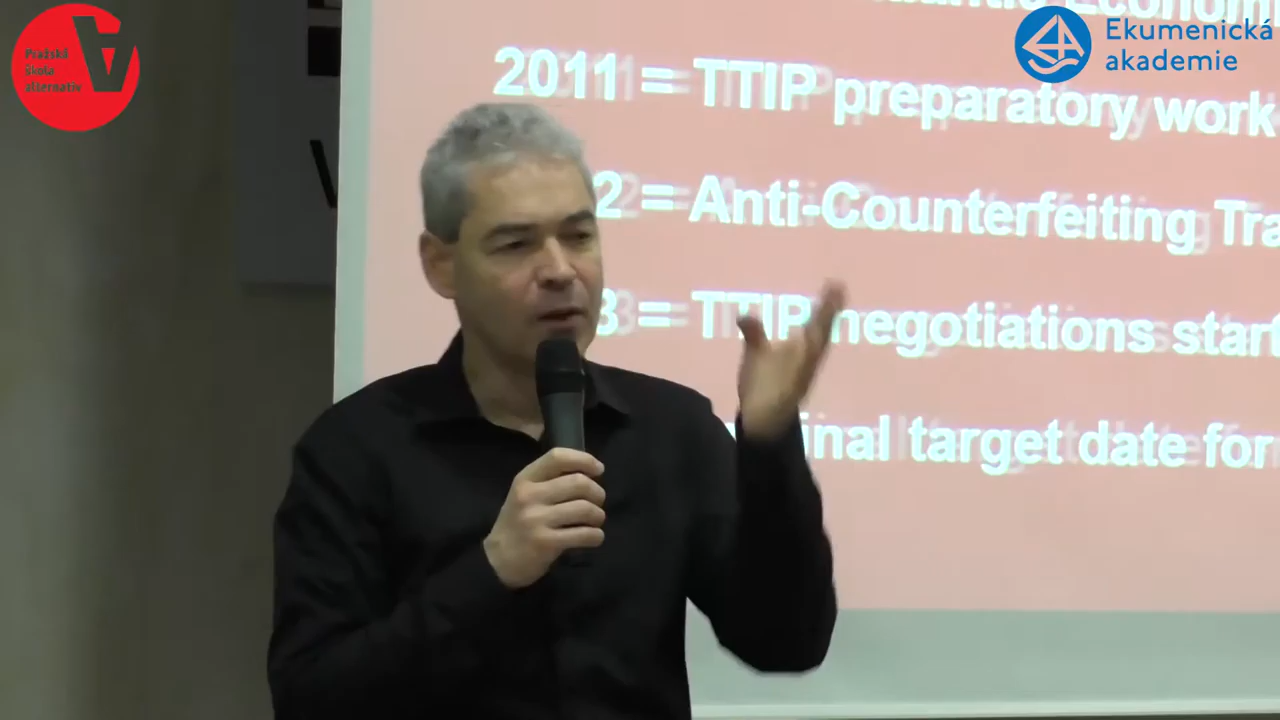 Pražská
škola
alternativ
Ekumenická
akademie
2011 = TTIP preparatory work
2 = Anti-Counterfeiting Tra
3 = TTIP negotiations start
inal target date for